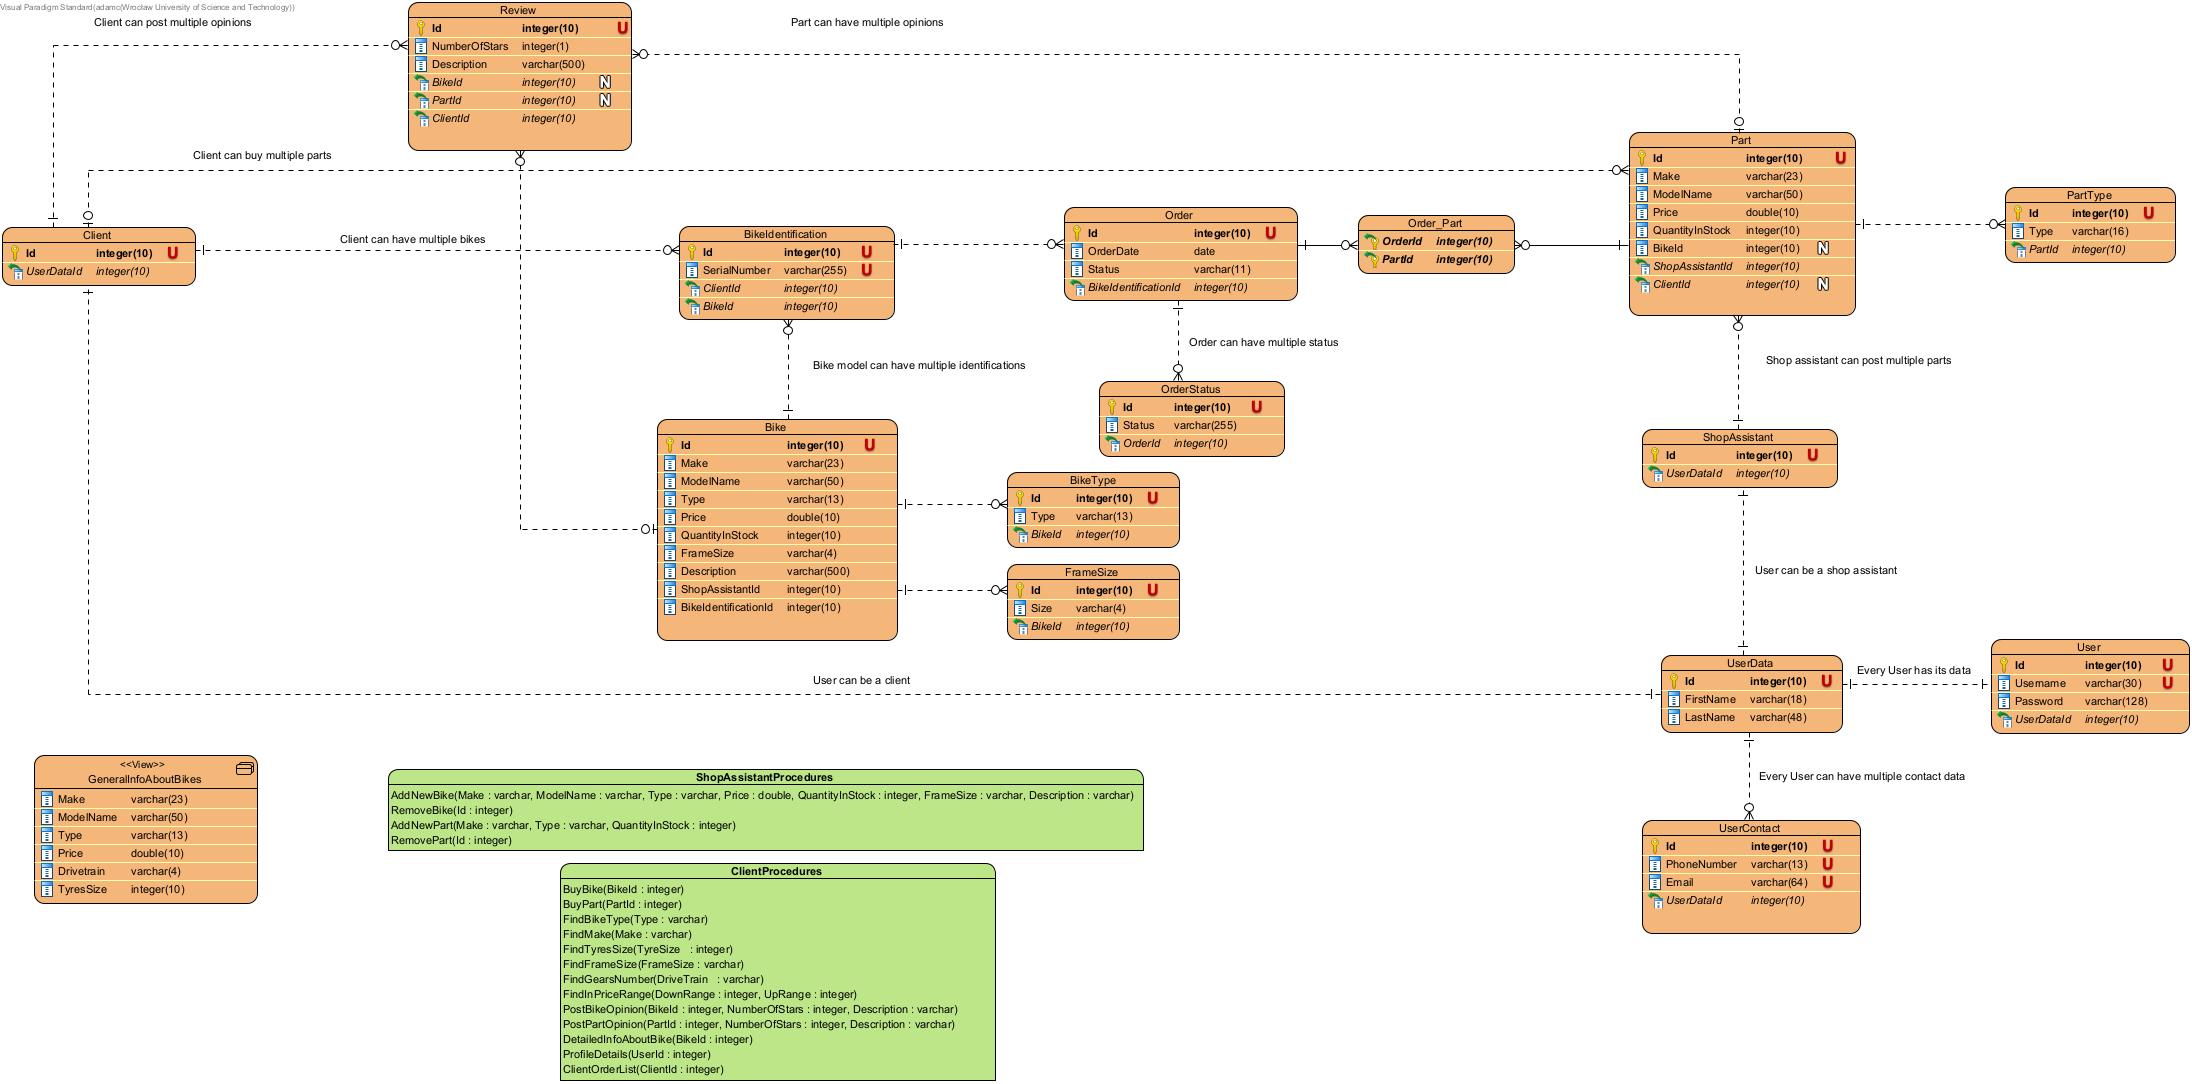 Visual Paradigm Standard(adamc(Wrocław University of Science and Technology))
Client can post multiple opinions
Part can have multiple opinions
Review
Id integer(10) U
NumberOfStars integer(1)
Description varchar(500)
BikeId integer(10) N
PartId integer(10) N
ClientId integer(10)
Client can buy multiple parts
Client
Id integer(10) U
UserDataId integer(10)
Client can have multiple bikes
BikeIdentification
Id integer(10) U
SerialNumber varchar(255) U
ClientId integer(10)
BikeId integer(10)
Order
Id integer(10) U
OrderDate date
Status varchar(11)
BikeIdentificationId integer(10)
Order_Part
OrderId integer(10)
PartId integer(10)
Part
Id integer(10) U
Make varchar(23)
ModelName varchar(50)
Price double(10)
QuantityInStock integer(10)
BikeId integer(10) N
ShopAssistantId integer(10)
ClientId integer(10) N
PartType
Id integer(10) U
Type varchar(16)
PartId integer(10)
Bike model can have multiple identifications
Order can have multiple status
Shop assistant can post multiple parts
OrderStatus
Id integer(10) U
Status varchar(255)
OrderId integer(10)
Bike
Id integer(10) U
Make varchar(23)
ModelName varchar(50)
Type varchar(13)
Price double(10)
QuantityInStock integer(10)
FrameSize varchar(4)
Description varchar(500)
ShopAssistantId integer(10)
BikeIdentificationId integer(10)
BikeType
Id integer(10) U
Type varchar(13)
BikeId integer(10)
FrameSize
Id integer(10) U
Size varchar(4)
BikeId integer(10)
ShopAssistant
Id integer(10) U
UserDataId integer(10)
User can be a shop assistant
User can be a client
UserData
Id integer(10) U
FirstName varchar(18)
LastName varchar(48)
Every User has its data
User
Id integer(10) U
Username varchar(30) U
Password varchar(128)
UserDataId integer(10)
Every User can have multiple contact data
UserContact
Id integer(10) U
PhoneNumber varchar(13) U
Email varchar(64) U
UserDataId integer(10)
<<View>>
GeneralInfoAboutBikes
Make varchar(23)
ModelName varchar(50)
Type varchar(13)
Price double(10)
Drivetrain varchar(4)
TyresSize integer(10)
ShopAssistantProcedures
AddNewBike(Make : varchar, ModelName : varchar, Type : varchar, Price : double, QuantityInStock : integer, FrameSize : varchar, Description : varchar)
RemoveBike(Id : integer)
AddNewPart(Make : varchar, Type : varchar, QuantityInStock : integer)
RemovePart(Id : integer)
ClientProcedures
BuyBike(BikeId : integer)
BuyPart(PartId : integer)
FindBikeType(Type : varchar)
FindMake(Make : varchar)
FindTyresSize(TyreSize : integer)
FindFrameSize(FrameSize : varchar)
FindGearsNumber(DriveTrain : varchar)
FindInPriceRange(DownRange : integer, UpRange : integer)
PostBikeOpinion(BikeId : integer, NumberOfStars : integer, Description : varchar)
PostPartOpinion(PartId : integer, NumberOfStars : integer, Description : varchar)
DetailedInfoAboutBike(BikeId : integer)
ProfileDetails(UserId : integer)
ClientOrderList(ClientId : integer)